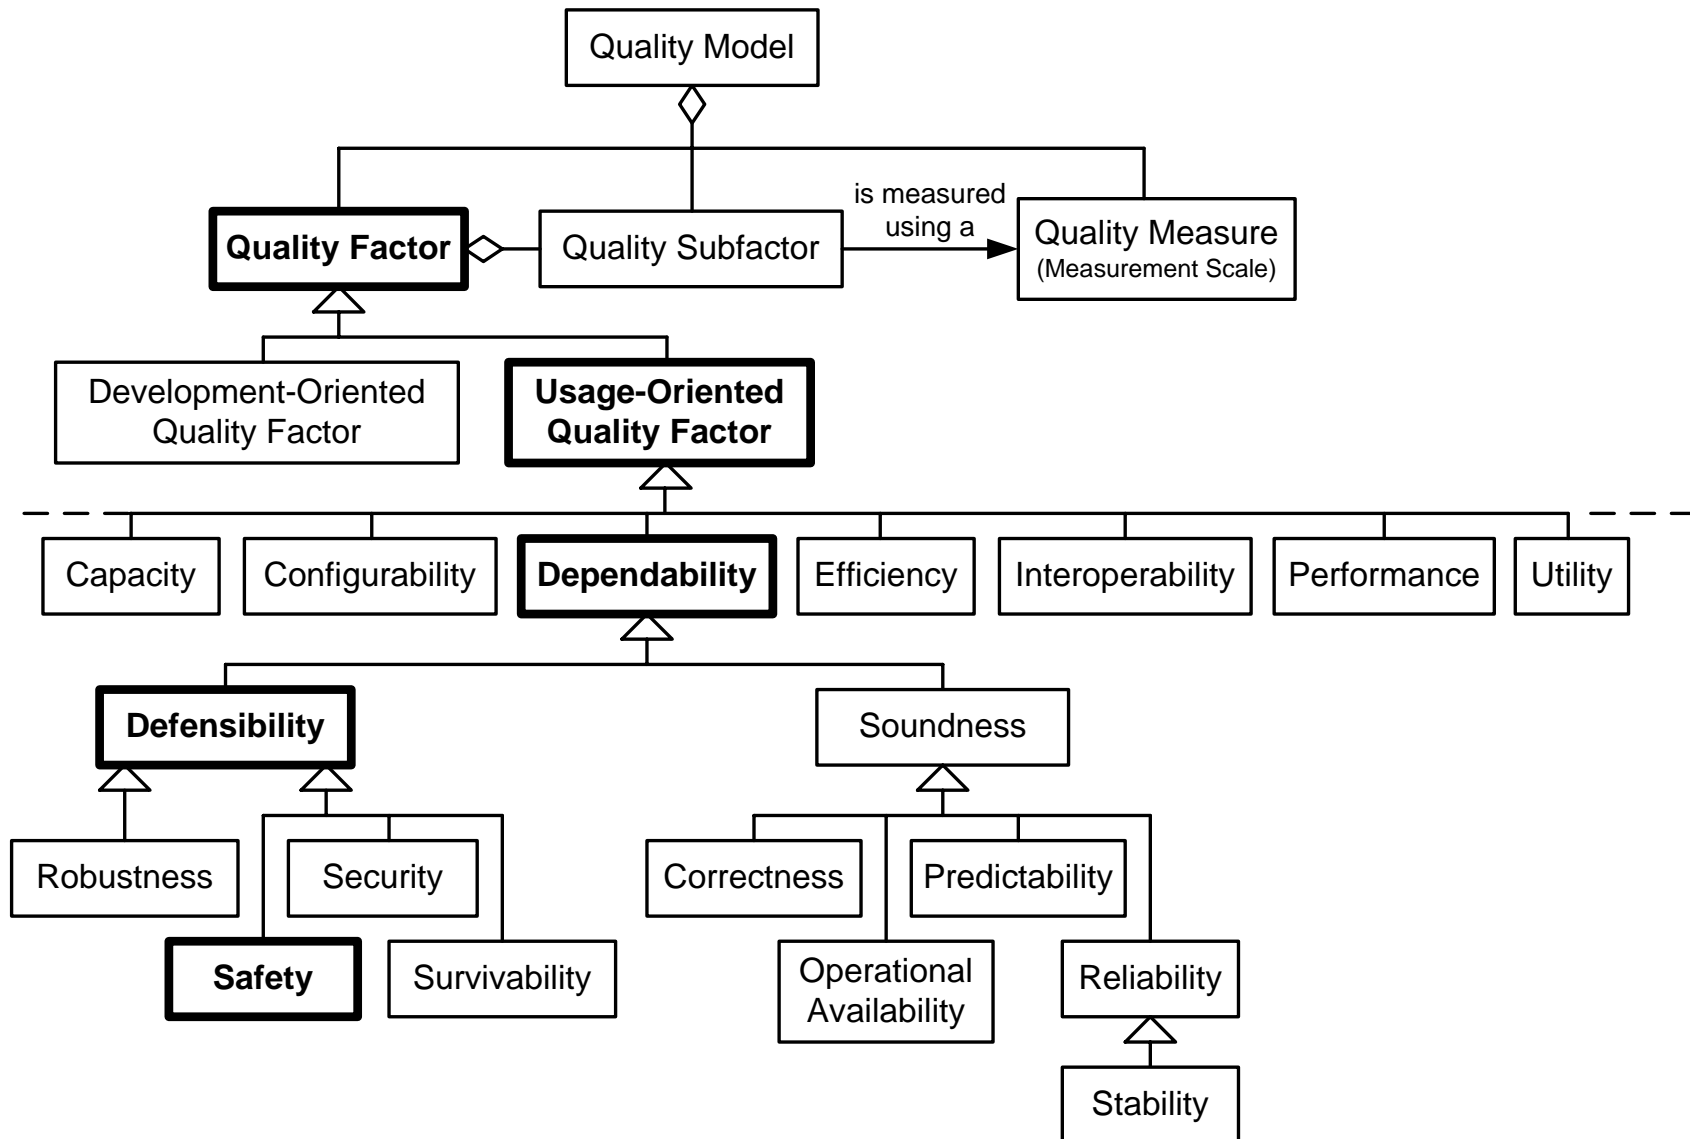 Quality Model
is measured
using a
Quality Factor
Quality Subfactor
Quality Measure
(Measurement Scale)
Development-Oriented
Quality Factor
Usage-Oriented
Quality Factor
Capacity
Configurability
Dependability
Efficiency
Interoperability
Performance
Utility
Defensibility
Soundness
Robustness
Security
Correctness
Predictability
Safety
Survivability
Operational
Availability
Reliability
Stability